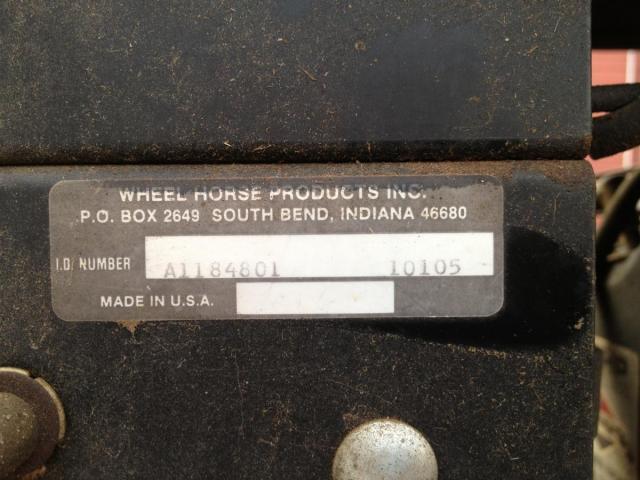 WHEEL HORSE PRODUCTS INC.
P.O. BOX 2649 SOUTH BEND, INDIANA 46680
I.D. NUMBER A1184801 10105
MADE IN U.S.A.